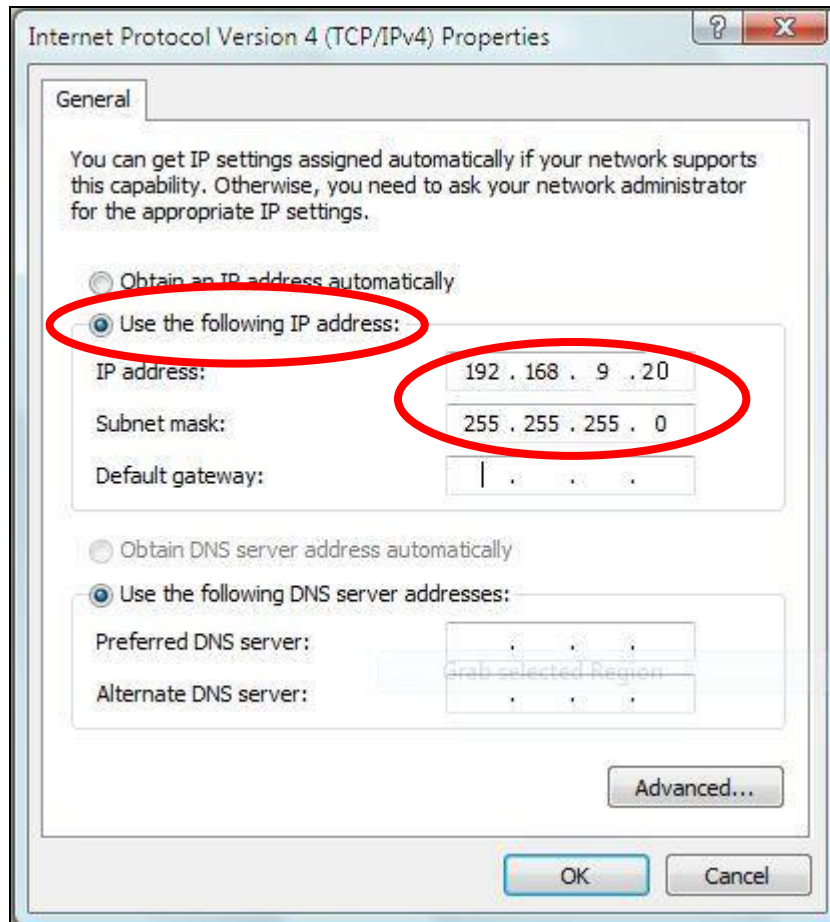 Internet Protocol Version 4 (TCP/IPv4) Properties
General
You can get IP settings assigned automatically if your network supports
this capability. Otherwise, you need to ask your network administrator
for the appropriate IP settings.
Obtain an IP address automatically
Use the following IP address:
IP address: 192 . 168 . 9 . 20
Subnet mask: 255 . 255 . 255 . 0
Default gateway: . . .
Obtain DNS server address automatically
Use the following DNS server addresses:
Preferred DNS server: . . .
Grab selected Region
Alternate DNS server: . . .
Advanced...
OK Cancel